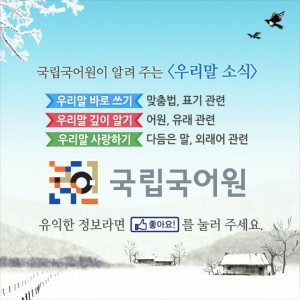 국립국어원이 알려 주는 〈우리말 소식〉
우리말 바로 쓰기 맞춤법, 표기 관련
우리말 깊이 알기 어원, 유래 관련
우리말 사랑하기 다듬은 말, 외래어 관련
국립국어원
유익한 정보라면 좋아요! 를 눌러 주세요.